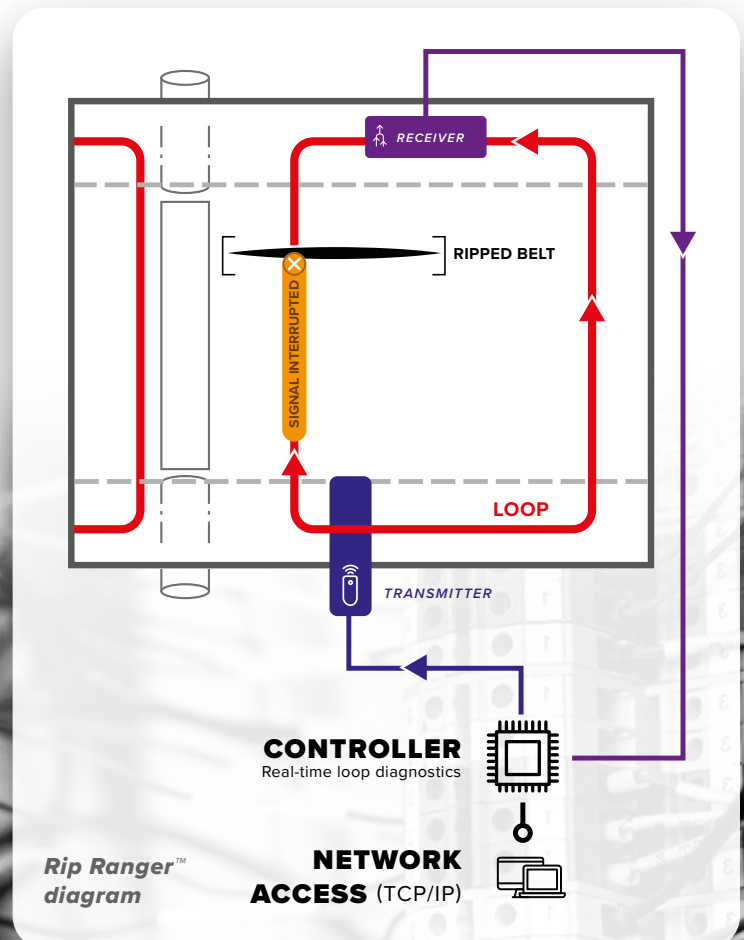 RECEIVER
RIPPED BELT
SIGNAL INTERRUPTED
LOOP
TRANSMITTER
CONTROLLER
Real-time loop diagnostics
NETWORK
ACCESS (TCP/IP)
Rip Ranger™
diagram